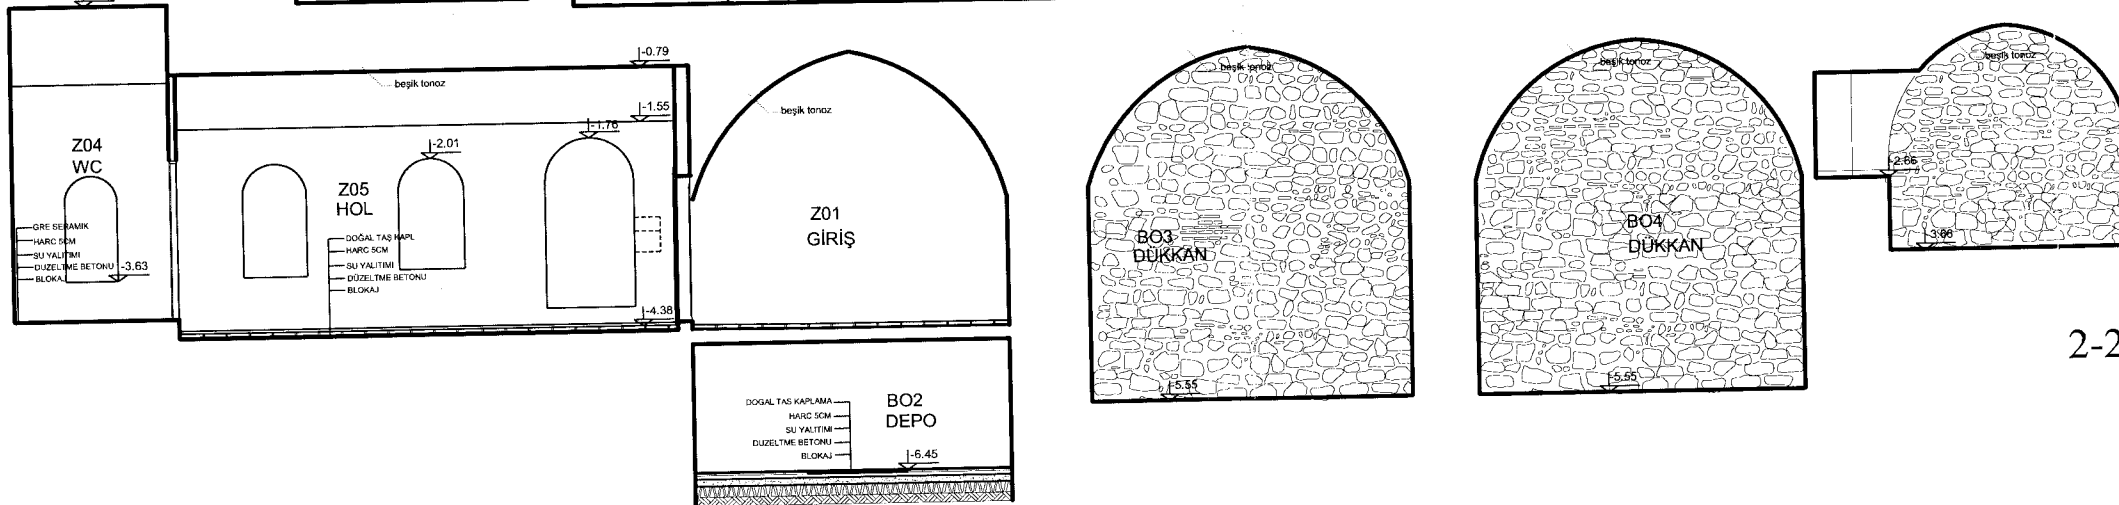 Z04
WC
GRE SERAMIK
HARC 5CM
SU YALITIMI
DUZELTME BETONU
BLOKAJ
-3.63
beşik tonoz
-0.79
-1.55
-1.76
-2.01
Z05
HOL
DOĞAL TAŞ KAPL
HARC 5CM
SU YALITIMI
DÜZELTME BETONU
BLOKAJ
-4.38
beşik tonoz
Z01
GİRİŞ
DOGAL TAS KAPLAMA
HARC 5CM
SU YALITIMI
DUZELTME BETONU
BLOKAJ
BO2
DEPO
-6.45
beşik tonoz
BO3
DÜKKAN
-5.55
beşik tonoz
BO4
DÜKKAN
-5.55
beşik tonoz
-2.86
-3.66
2-2